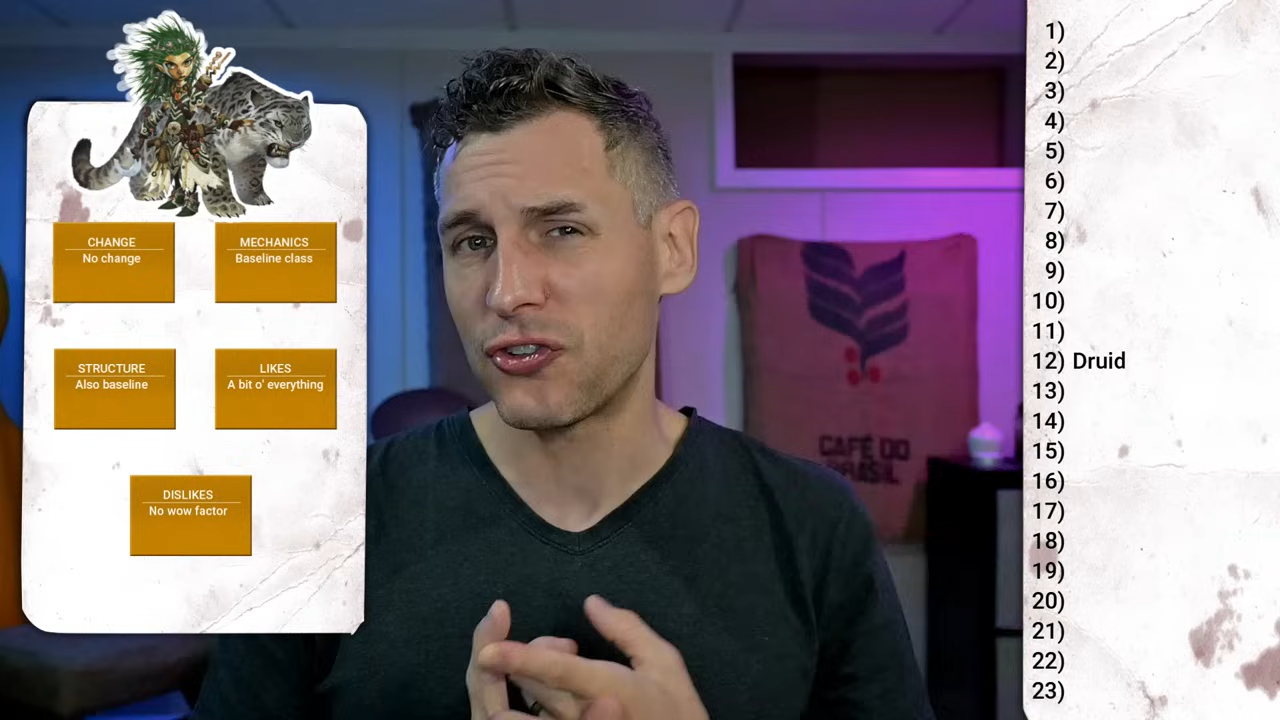 CHANGE
No change
MECHANICS
Baseline class
STRUCTURE
Also baseline
LIKES
A bit o' everything
DISLIKES
No wow factor
CAFÉ DO
BRASIL
1)
2)
3)
4)
5)
6)
7)
8)
9)
10)
11)
12) Druid
13)
14)
15)
16)
17)
18)
19)
20)
21)
22)
23)